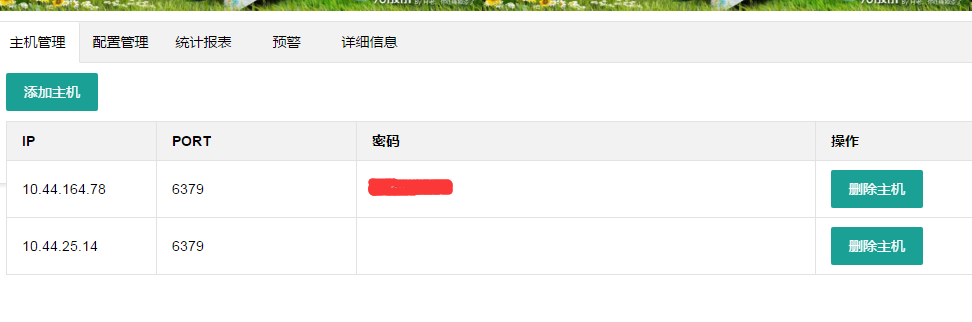 主机管理 配置管理 统计报表 预警 详细信息
添加主机
IP PORT 密码 操作
10.44.164.78 6379 删除主机
10.44.25.14 6379 删除主机